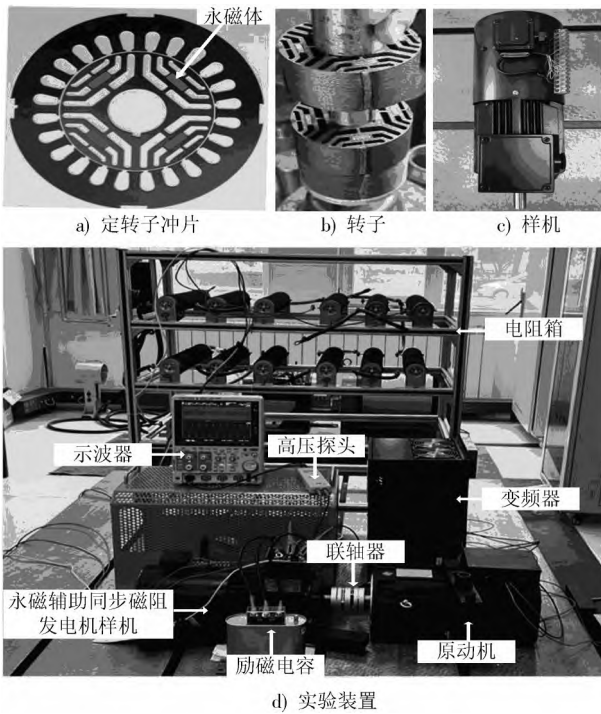 永磁体
a) 定转子冲片
b) 转子
c) 样机
电阻箱
示波器
高压探头
变频器
联轴器
永磁辅助同步磁阻
发电机样机
励磁电容
原动机
d) 实验装置